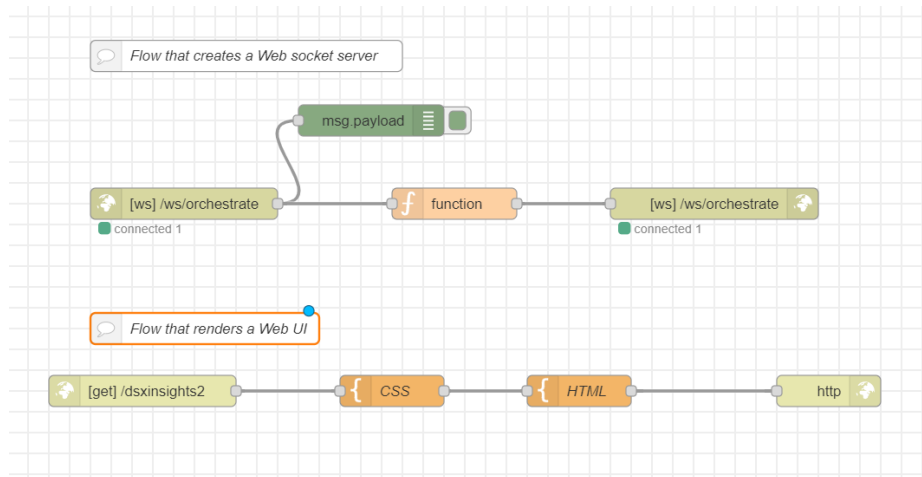 Flow that creates a Web socket server
msg.payload
[ws] /ws/orchestrate
function
[ws] /ws/orchestrate
connected 1
connected 1
Flow that renders a Web UI
[get] /dsxinsights2
CSS
HTML
http